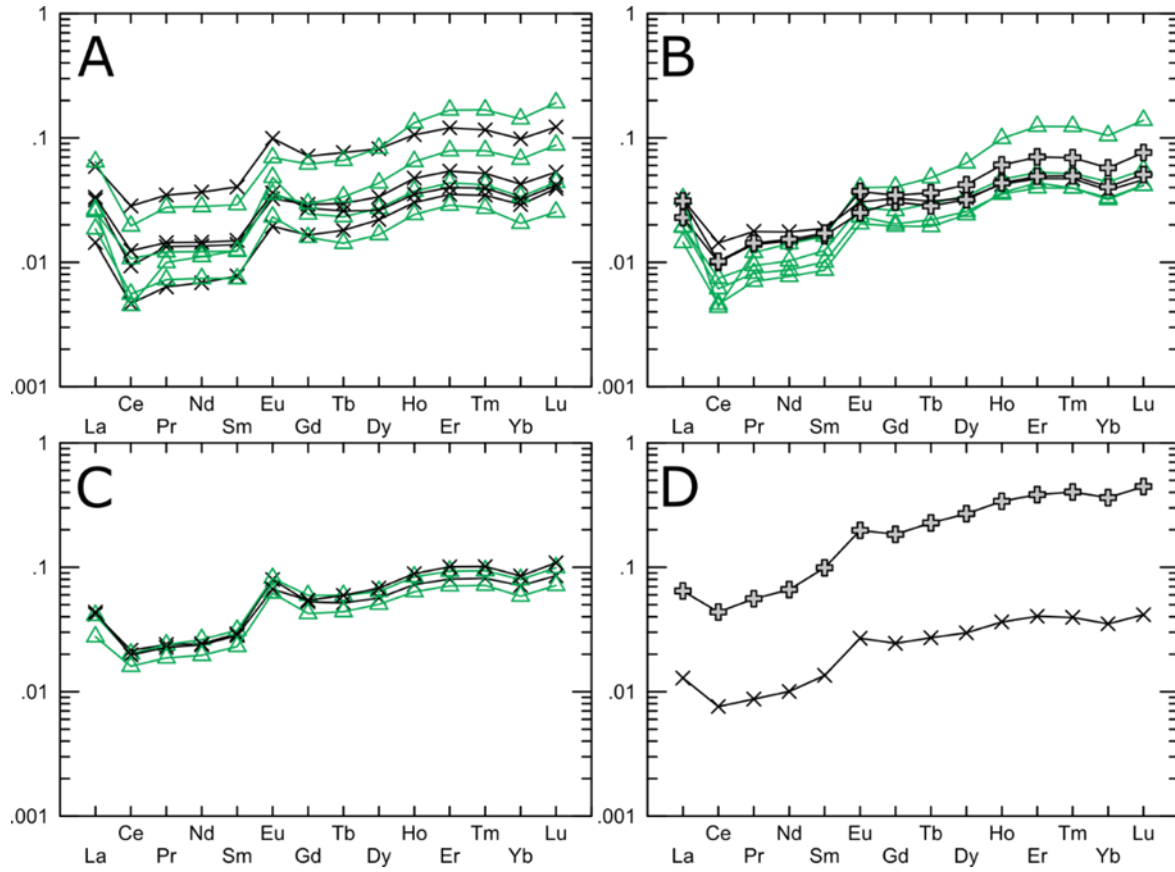 1 A 1 B
.1 .1
.01 .01
.001 .001
Ce Nd Eu Tb Ho Tm Lu Ce Nd Eu Tb Ho Tm Lu
La Pr Sm Gd Dy Er Yb La Pr Sm Gd Dy Er Yb
1 C 1 D
.1 .1
.01 .01
.001 .001
Ce Nd Eu Tb Ho Tm Lu Ce Nd Eu Tb Ho Tm Lu
La Pr Sm Gd Dy Er Yb La Pr Sm Gd Dy Er Yb